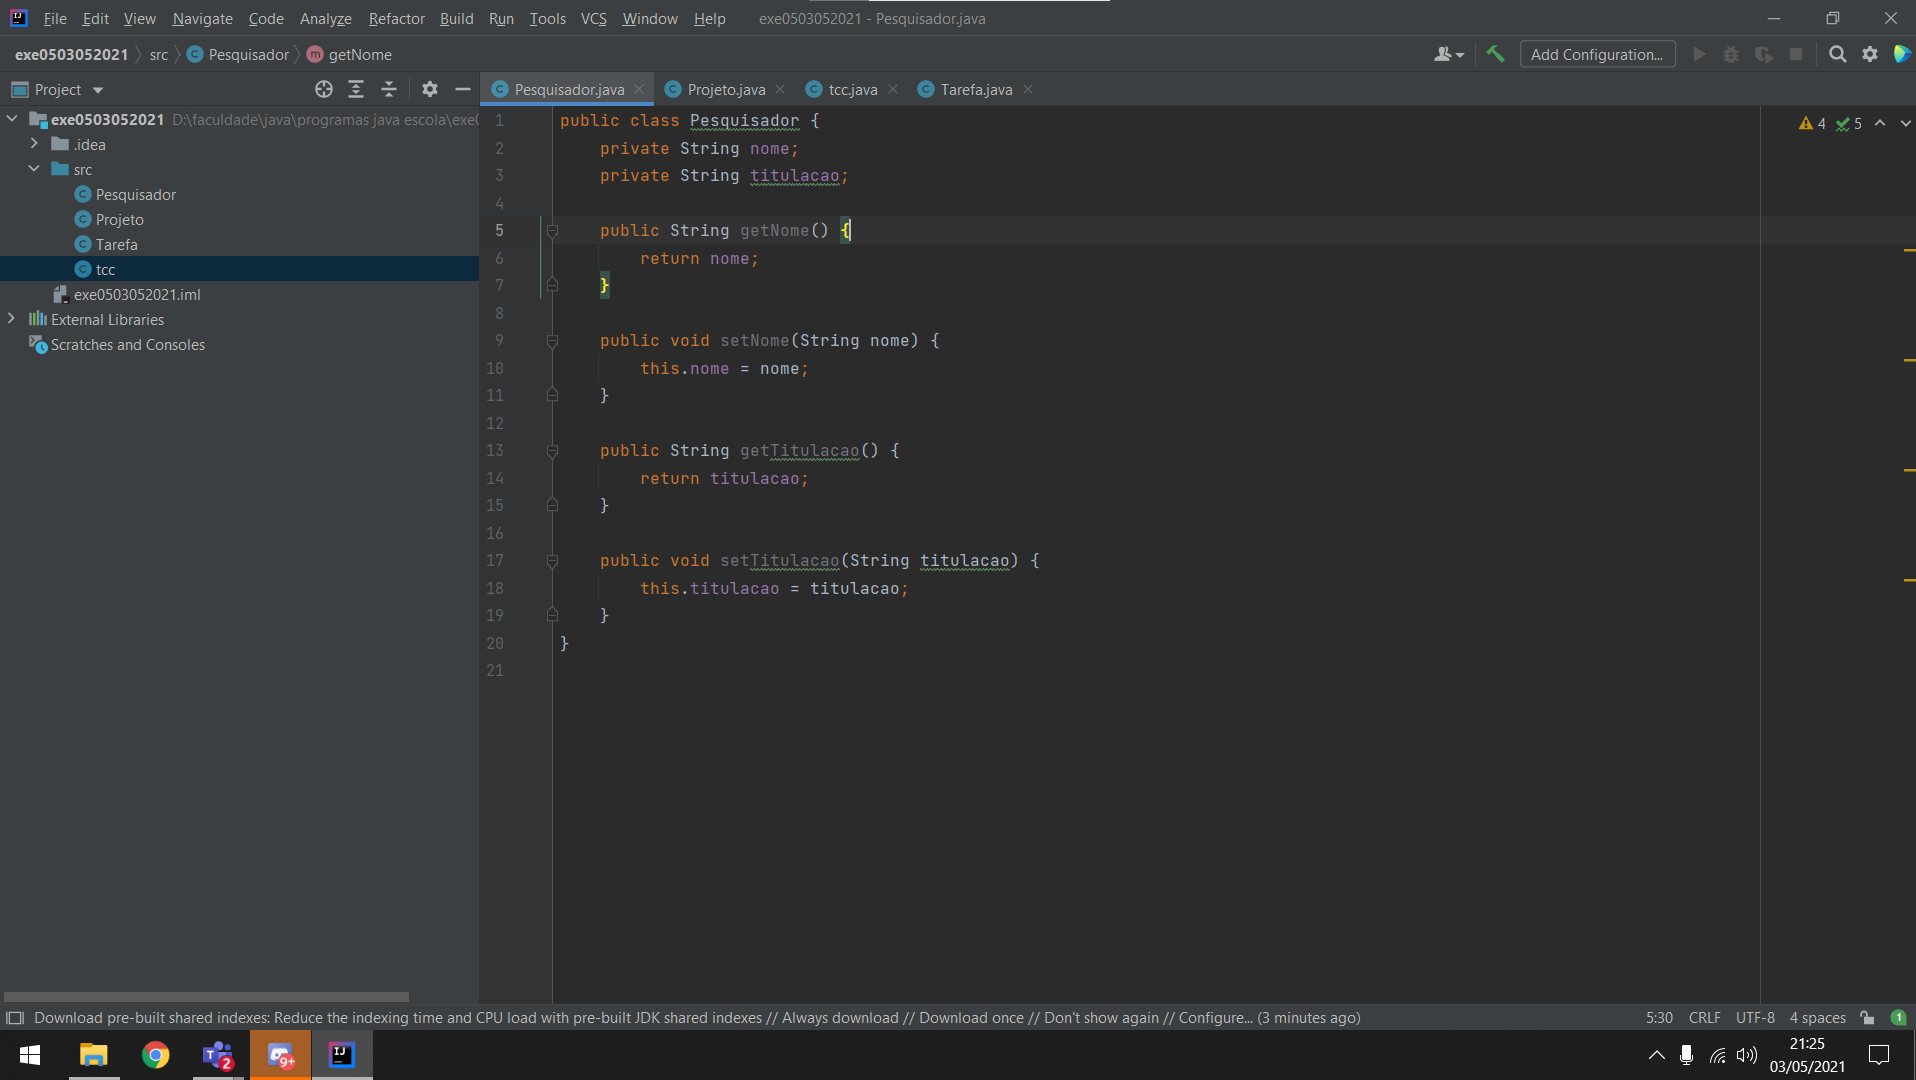 File Edit View Navigate Code Analyze Refactor Build Run Tools VCS Window Help exe0503052021 - Pesquisador.java
exe0503052021 src Pesquisador getNome Add Configuration...
Project
Pesquisador.java Projeto.java tcc.java Tarefa.java
exe0503052021 D:\faculdade\java\programas java escola\exe0
.idea
src
Pesquisador
Projeto
Tarefa
tcc
exe0503052021.iml
External Libraries
Scratches and Consoles
4 5
1 public class Pesquisador {
2 private String nome;
3 private String titulacao;
4
5 public String getNome() {
6 return nome;
7 }
8
9 public void setNome(String nome) {
10 this.nome = nome;
11 }
12
13 public String getTitulacao() {
14 return titulacao;
15 }
16
17 public void setTitulacao(String titulacao) {
18 this.titulacao = titulacao;
19 }
20 }
21
Download pre-built shared indexes: Reduce the indexing time and CPU load with pre-built JDK shared indexes // Always download // Download once // Don't show again // Configure... (3 minutes ago) 5:30 CRLF UTF-8 4 spaces 1
T 2 9+ IJ
21:25
03/05/2021